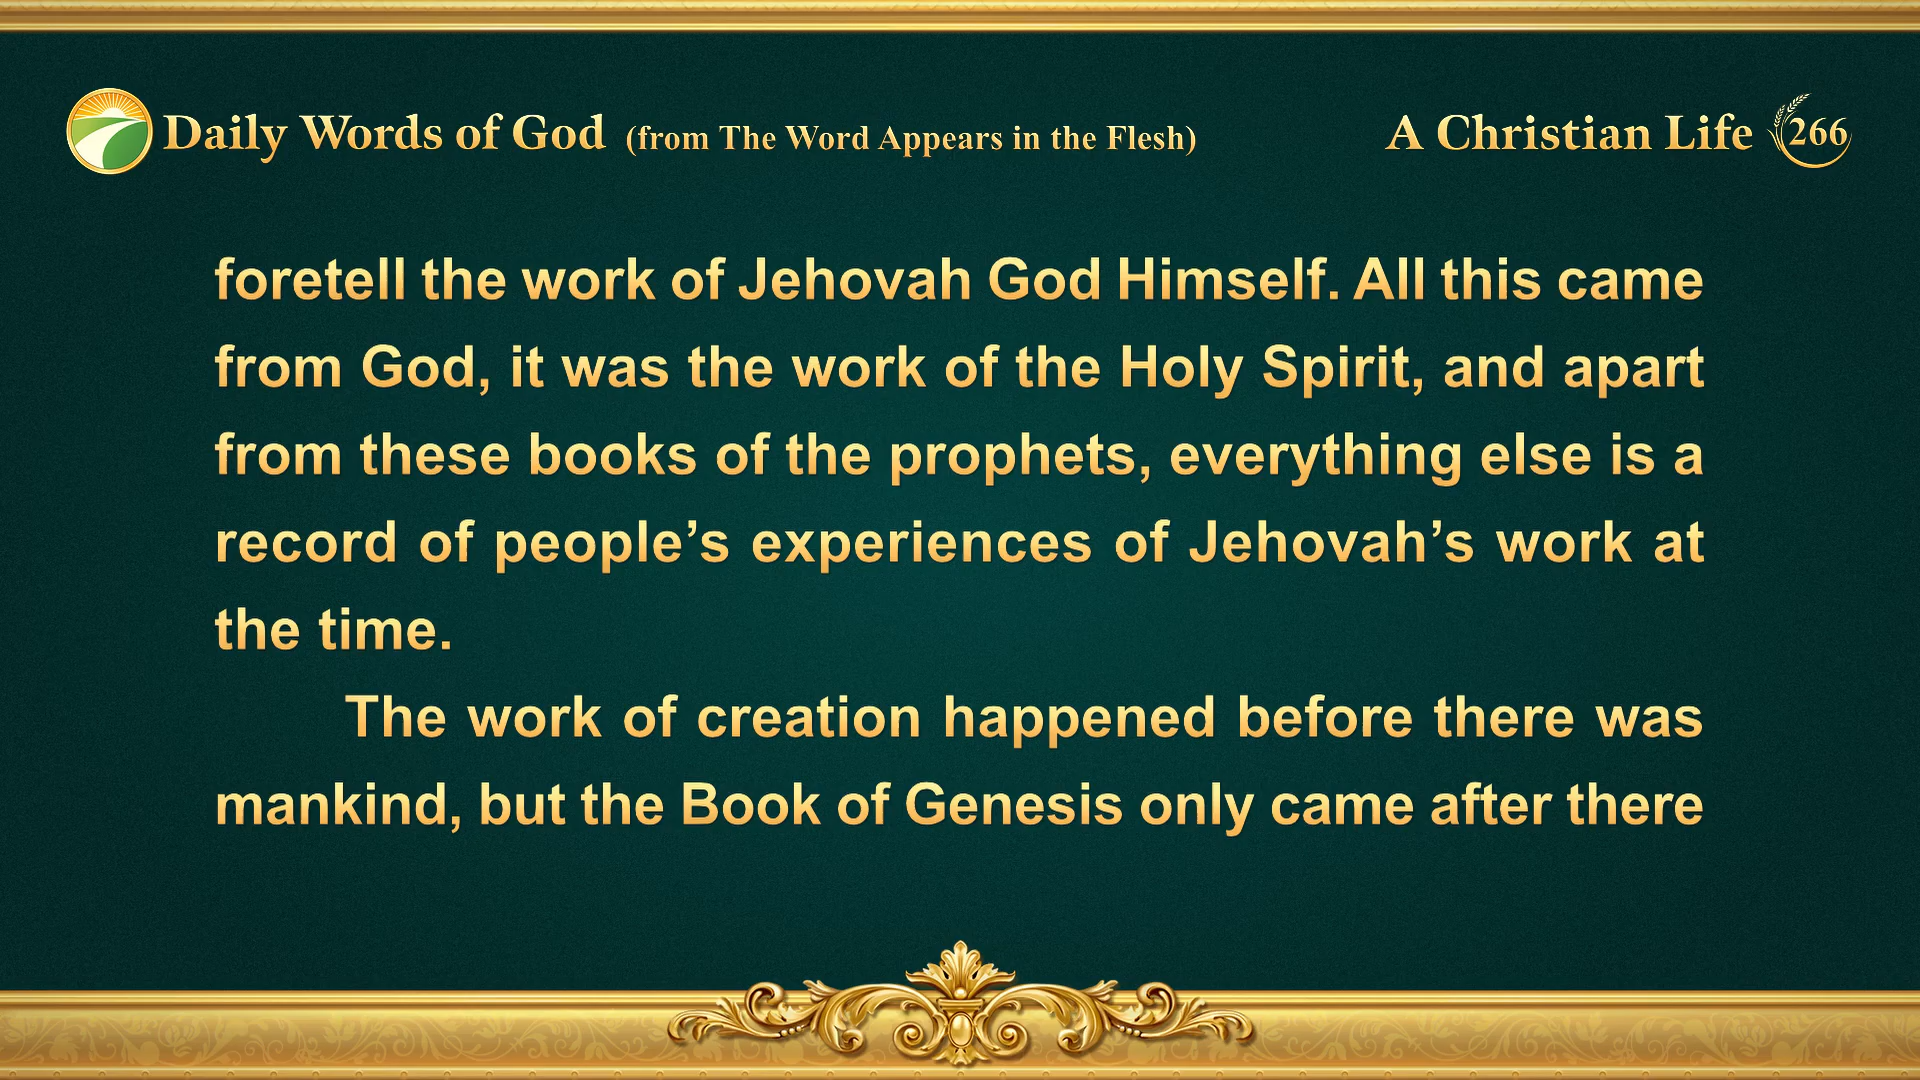 Daily Words of God (from The Word Appears in the Flesh)
A Christian Life 266
foretell the work of Jehovah God Himself. All this came
from God, it was the work of the Holy Spirit, and apart
from these books of the prophets, everything else is a
record of people’s experiences of Jehovah’s work at
the time.
The work of creation happened before there was
mankind, but the Book of Genesis only came after there